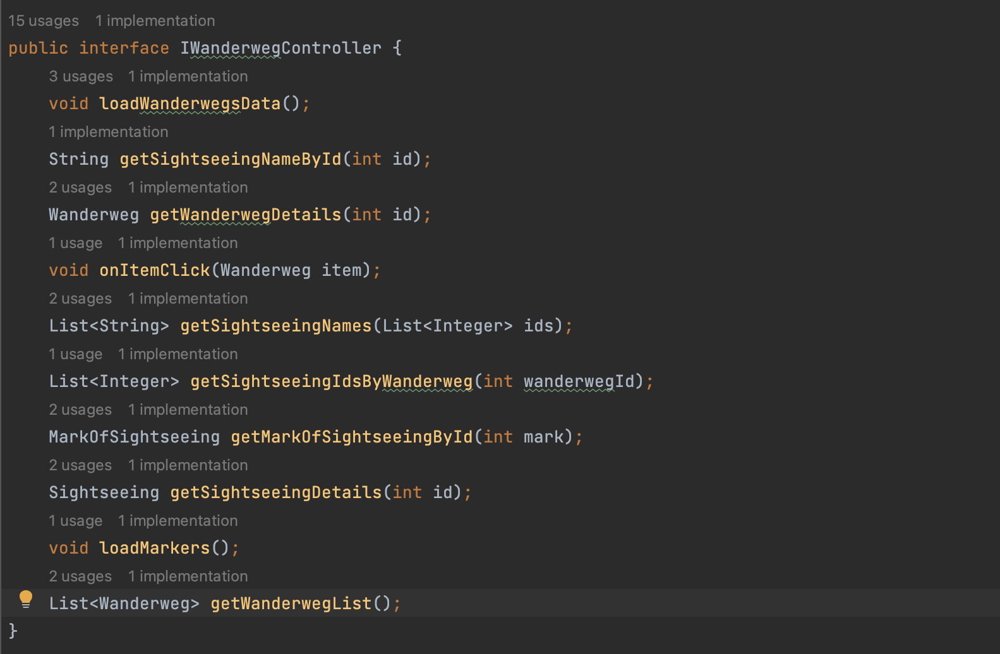 15 usages 1 implementation
public interface IWanderwegController {
3 usages 1 implementation
void loadWanderwegsData();
1 implementation
String getSightseeingNameById(int id);
2 usages 1 implementation
Wanderweg getWanderwegDetails(int id);
1 usage 1 implementation
void onItemClick(Wanderweg item);
2 usages 1 implementation
List<String> getSightseeingNames(List<Integer> ids);
1 usage 1 implementation
List<Integer> getSightseeingIdsByWanderweg(int wanderwegId);
2 usages 1 implementation
MarkOfSightseeing getMarkOfSightseeingById(int mark);
2 usages 1 implementation
Sightseeing getSightseeingDetails(int id);
1 usage 1 implementation
void loadMarkers();
2 usages 1 implementation
List<Wanderweg> getWanderwegList();
}